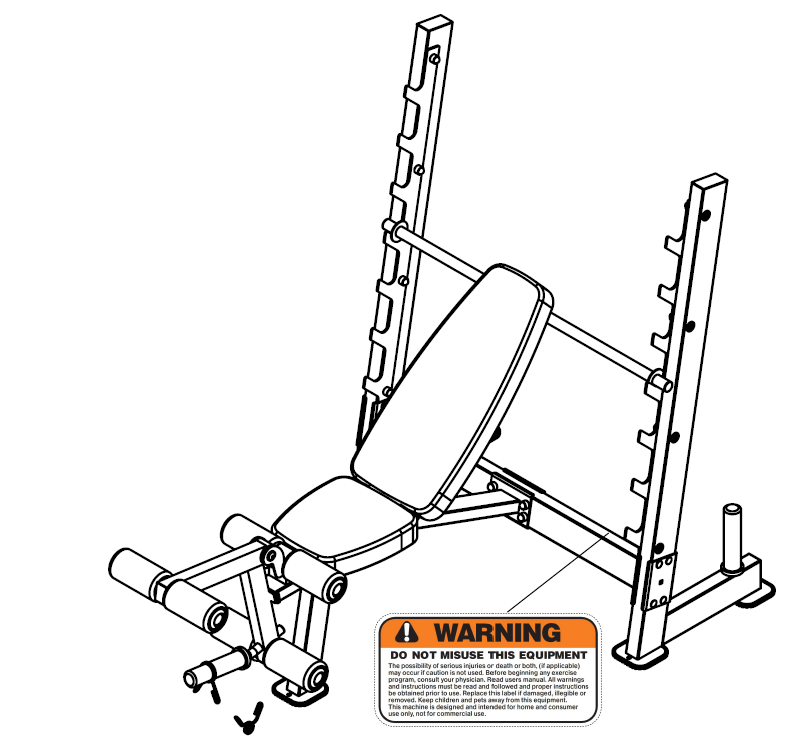 WARNING
DO NOT MISUSE THIS EQUIPMENT
The possibility of serious injuries or death or both, (if applicable)
may occur if caution is not used. Before beginning any exercise
program, consult your physician. Read users manual. All warnings
and instructions must be read and followed and proper instructions
be obtained prior to use. Replace this label if damaged, illegible or
removed. Keep children and pets away from this equipment.
This machine is designed and intended for home and consumer
use only, not for commercial use.